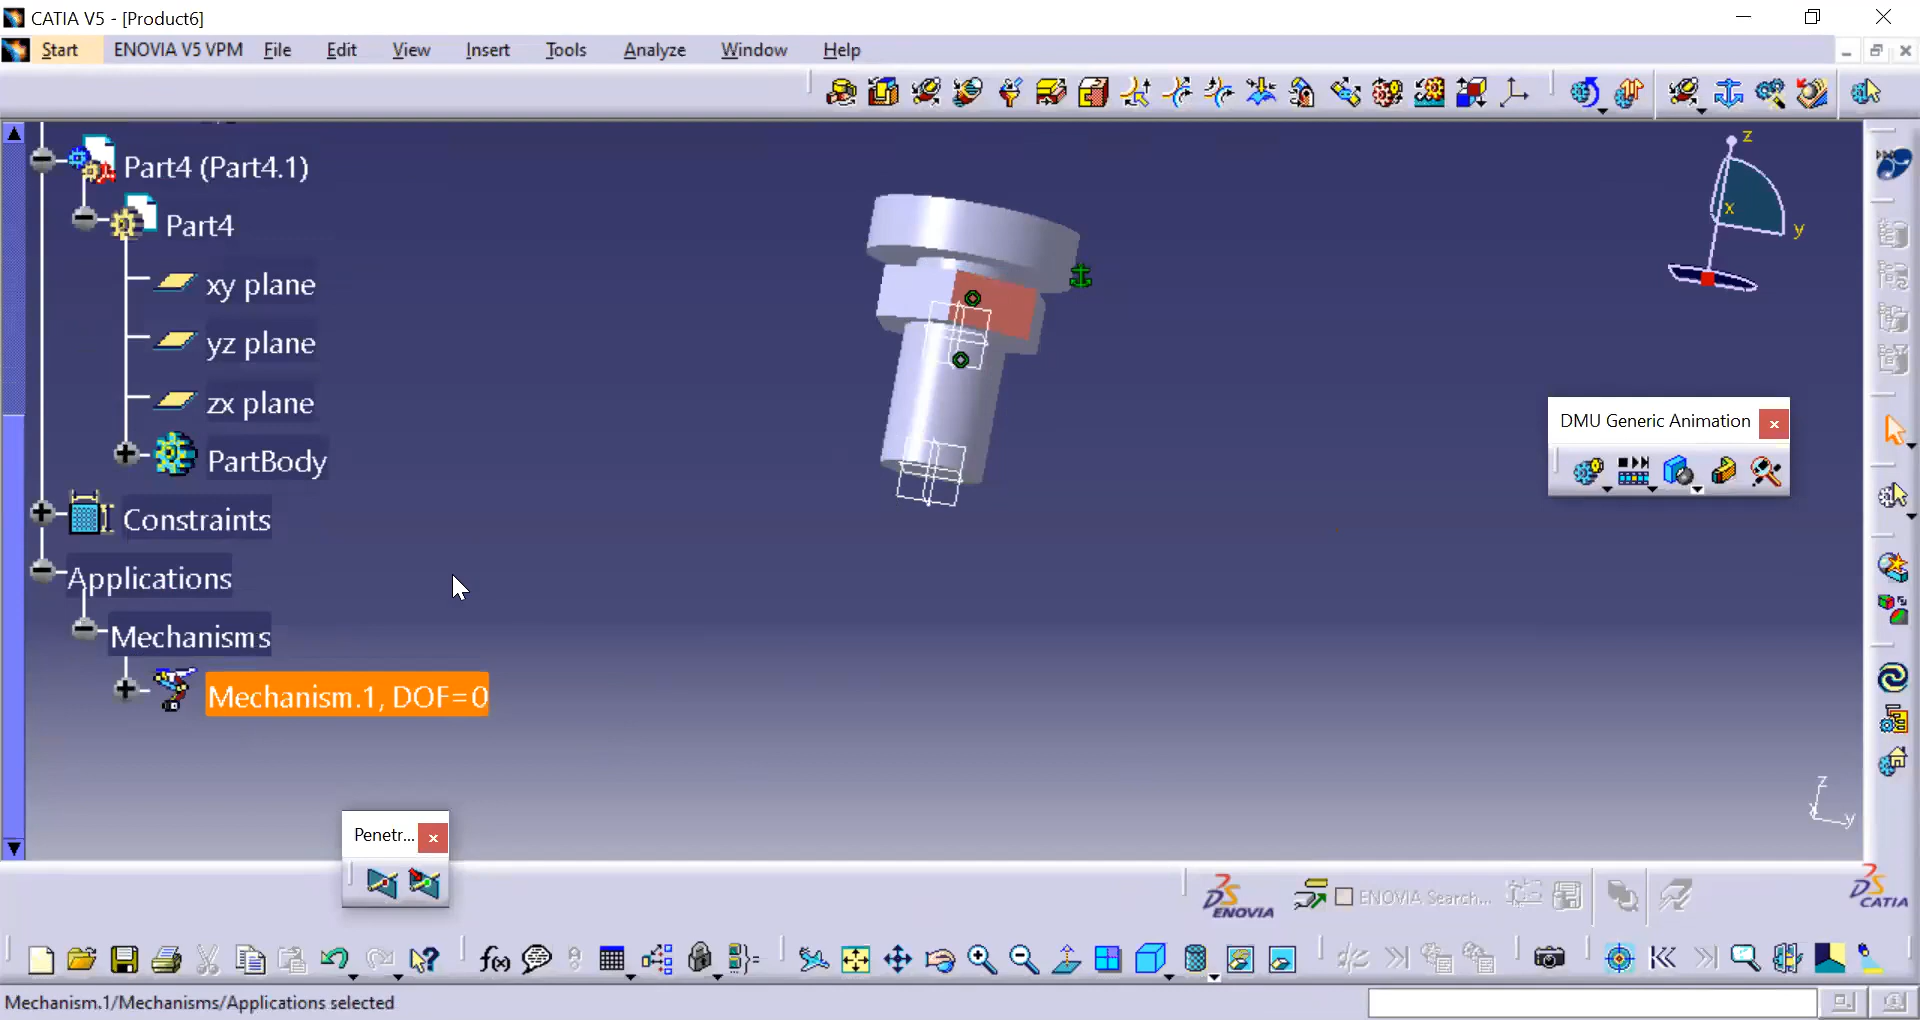 CATIA V5 - [Product6]
Start ENOVIA V5 VPM File Edit View Insert Tools Analyze Window Help
Part4 (Part4.1)
Part4
xy plane
yz plane
zx plane
PartBody
Constraints
Applications
Mechanisms
Mechanism.1, DOF=0
z
x
y
DMU Generic Animation
z
y
Penetr...
ENOVIA
ENOVIA Search...
CATIA
f(x)
Mechanism.1/Mechanisms/Applications selected